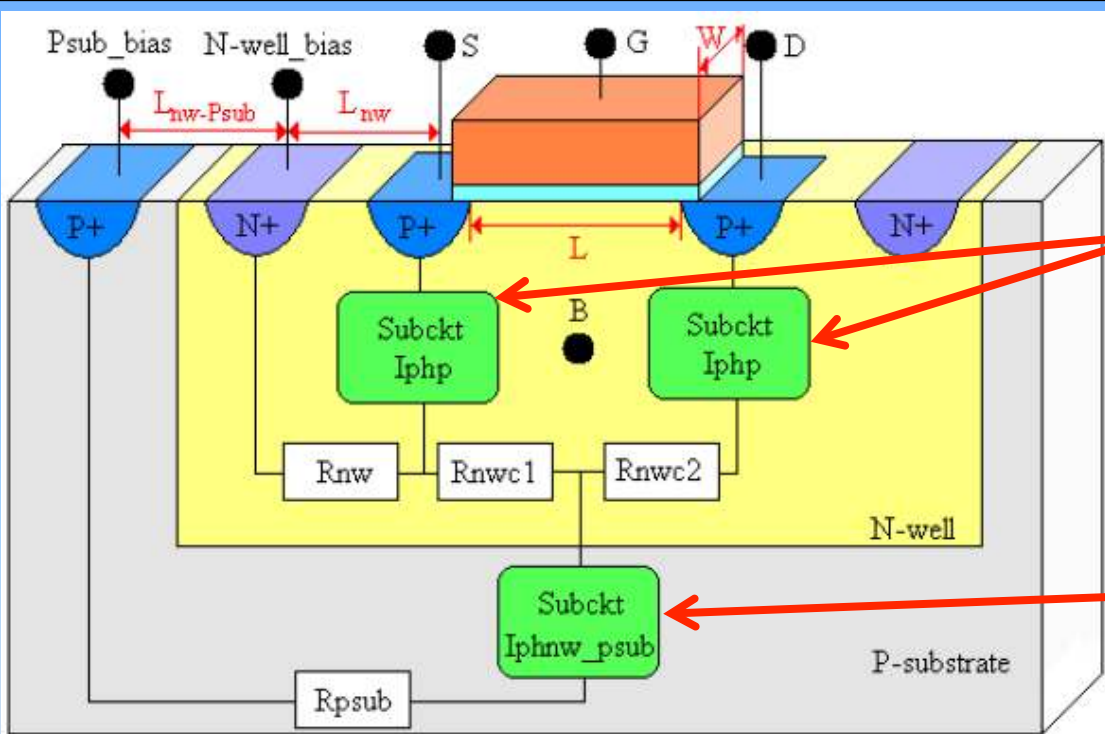 Psub_bias N-well_bias S G W D
Lnw-Psub Lnw
P+ N+ P+ P+ N+
L
B
Subckt
Iphp
Subckt
Iphp
Rnw Rnwc1 Rnwc2
N-well
Subckt
Iphnw_psub
P-substrate
Rpsub